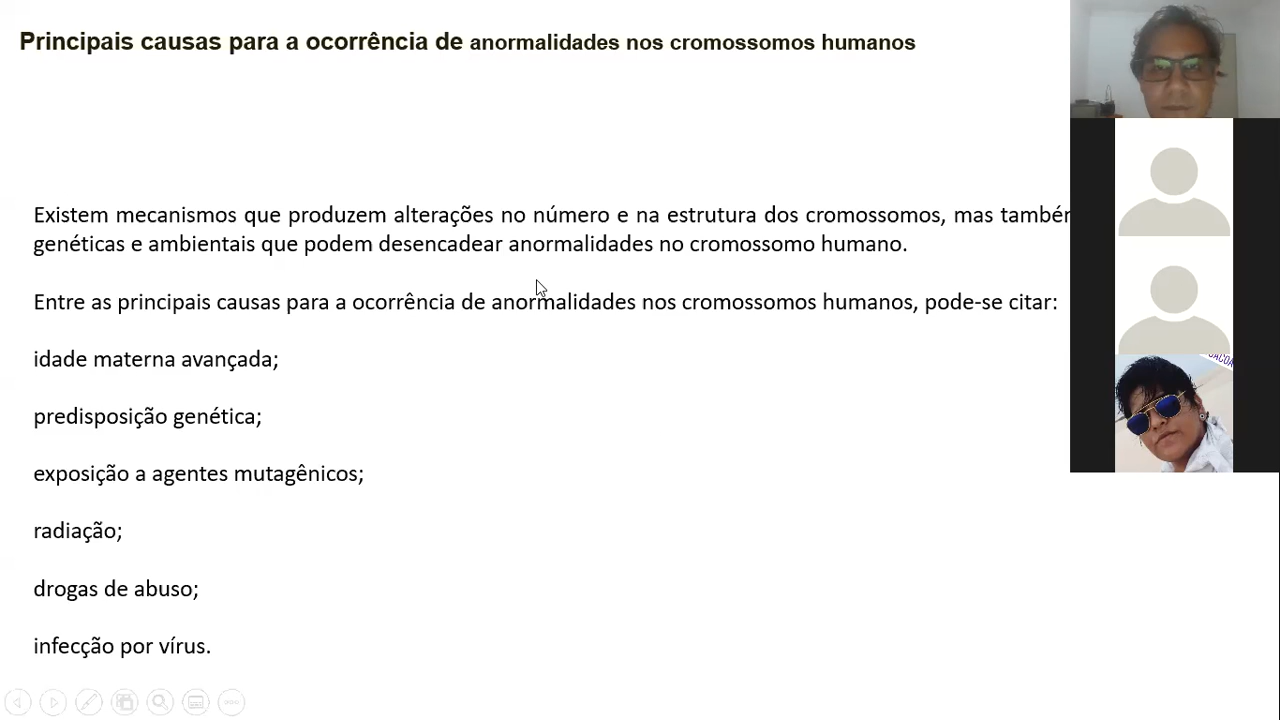 Principais causas para a ocorrência de anormalidades nos cromossomos humanos
Existem mecanismos que produzem alterações no número e na estrutura dos cromossomos, mas
genéticas e ambientais que podem desencadear anormalidades no cromossomo humano.
Entre as principais causas para a ocorrência de anormalidades nos cromossomos humanos, pode-se citar:
idade materna avançada;
predisposição genética;
exposição a agentes mutagênicos;
radiação;
drogas de abuso;
infecção por vírus.